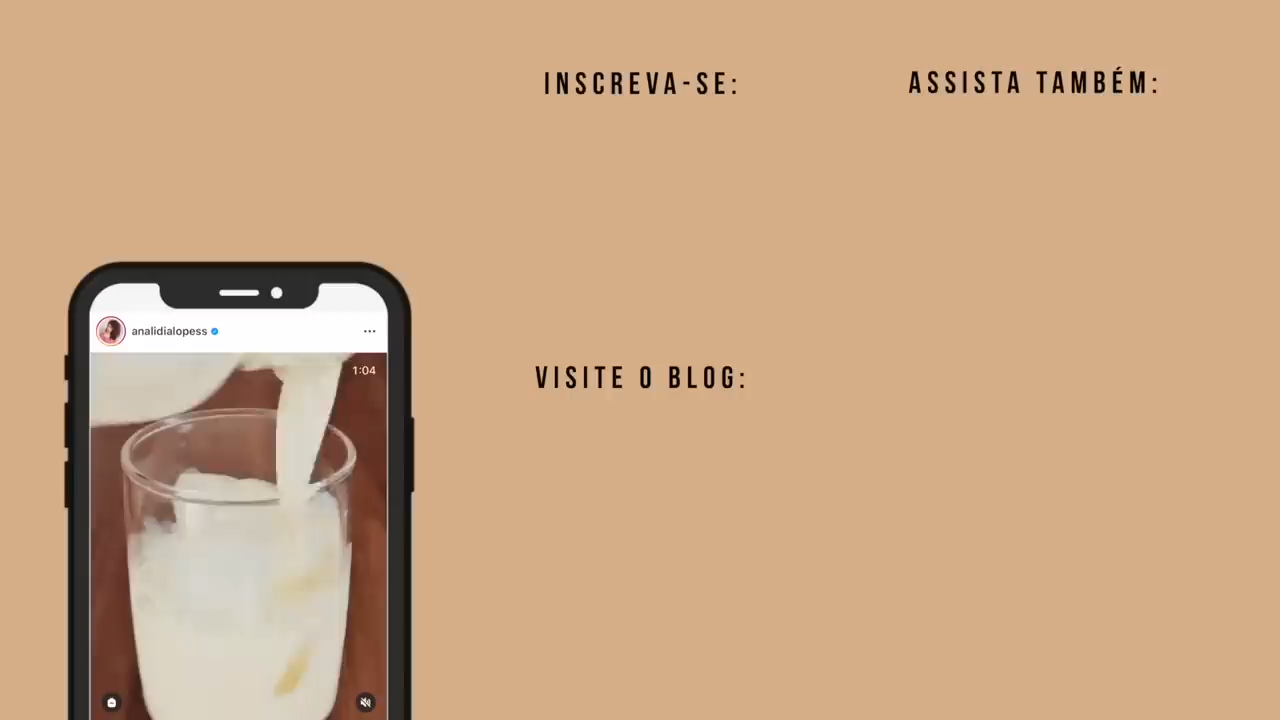 INSCREVA-SE:
ASSISTA TAMBÉM:
analidialopess
1:04
VISITE O BLOG: